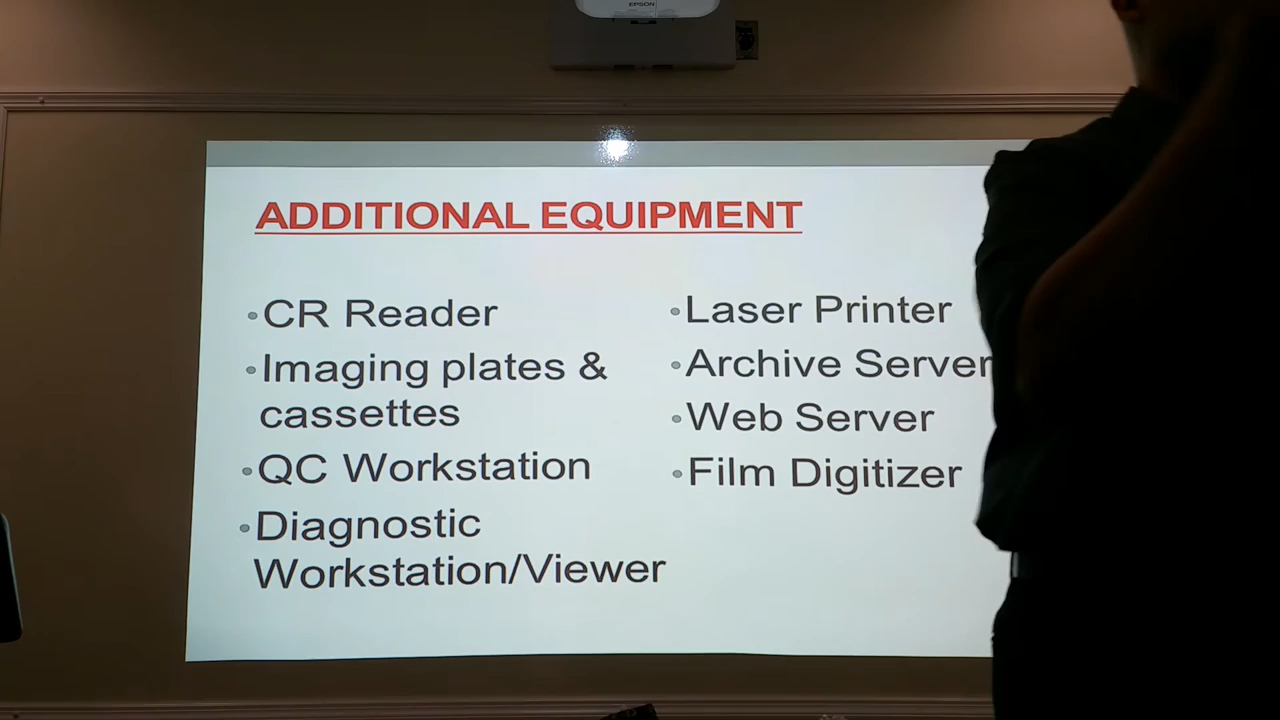 EPSON
ADDITIONAL EQUIPMENT
•CR Reader
•Imaging plates &
cassettes
•QC Workstation
•Diagnostic
Workstation/Viewer
•Laser Printer
•Archive Server
•Web Server
•Film Digitizer